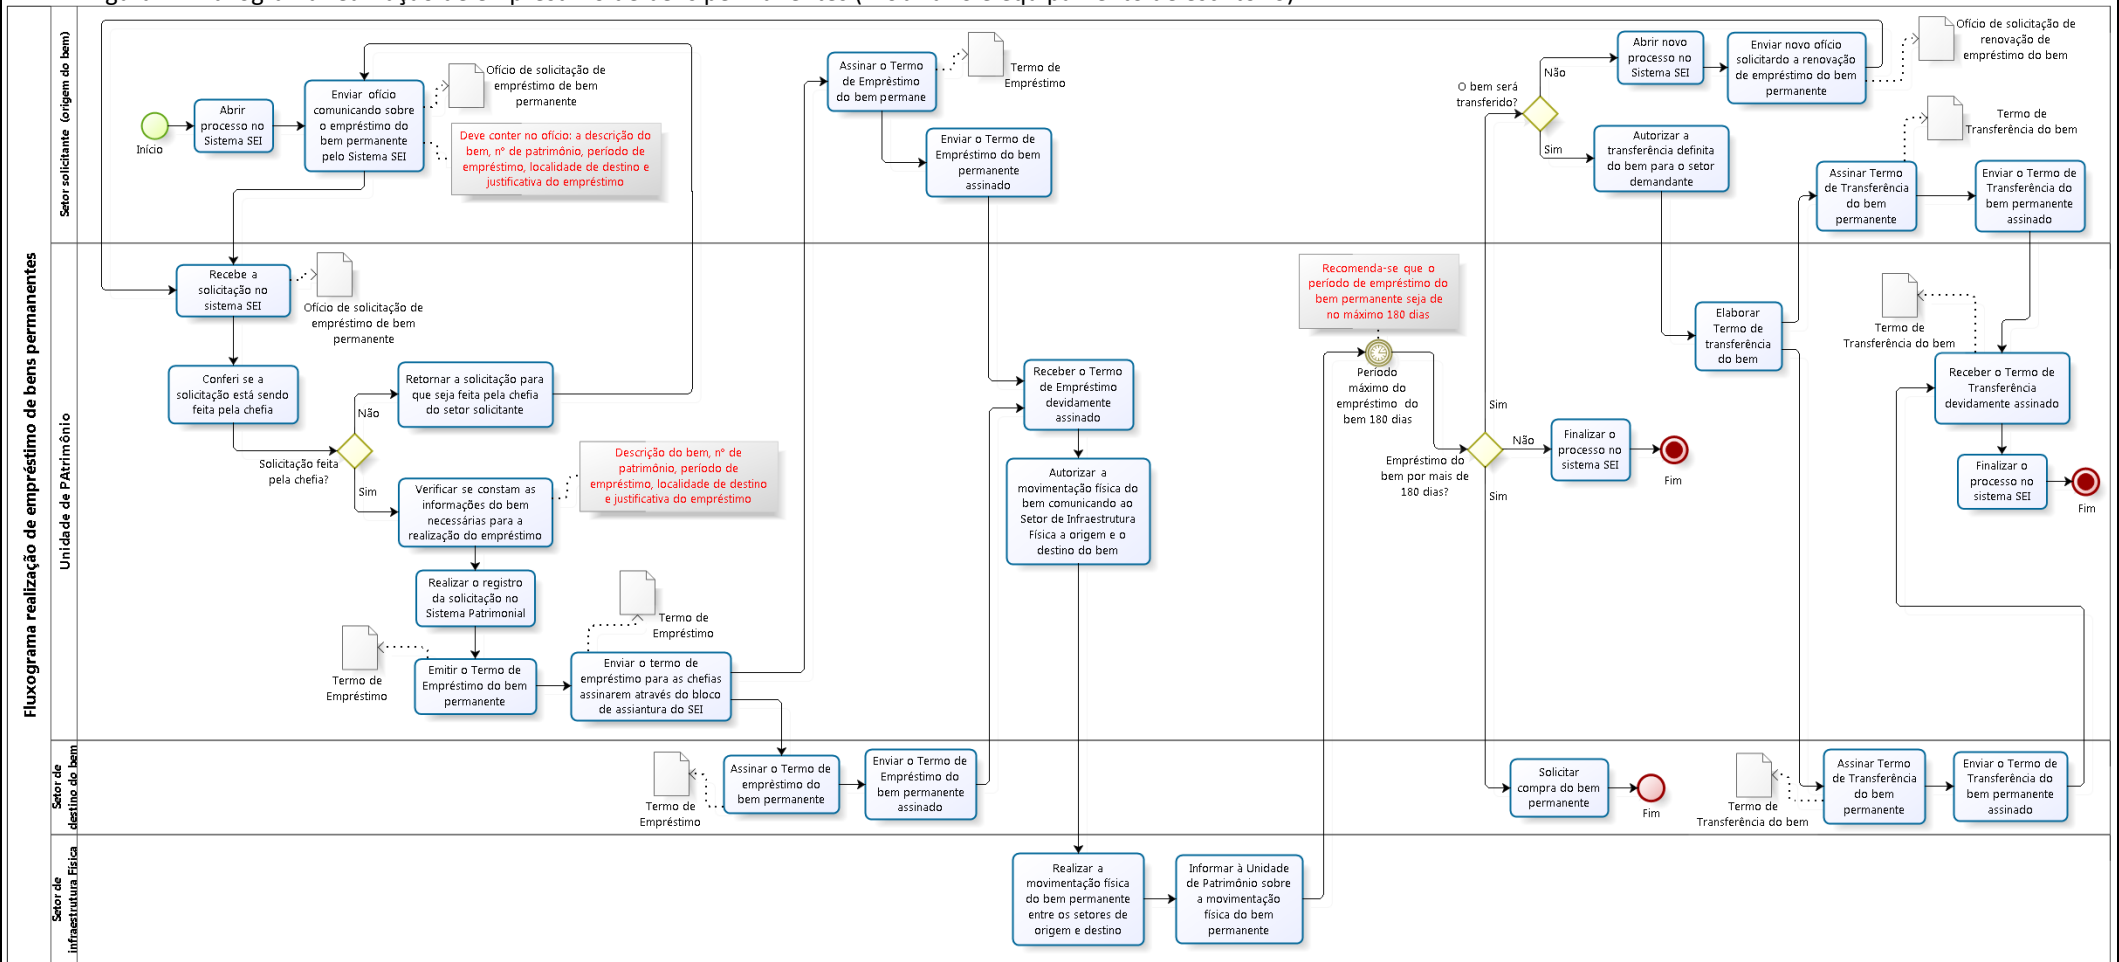 Fluxograma realização de empréstimo de bens permanentes
Setor solicitante (origem do bem)
Início
Abrir
processo no
Sistema SEI
Enviar ofício
comunicando sobre
o empréstimo do
bem permanente
pelo Sistema SEI
Ofício de solicitação de
empréstimo de bem
permanente
Deve conter no ofício: a descrição do
bem, nº de patrimônio, período de
empréstimo, localidade de destino e
justificativa do empréstimo
Assinar o Termo
de Empréstimo
do bem permane
Termo de
Empréstimo
Enviar o Termo de
Empréstimo do bem
permanente
assinado
O bem será
transferido?
Não
Sim
Abrir novo
processo no
Sistema SEI
Enviar novo ofício
solicitardo a renovação
de empréstimo do bem
permanente
Ofício de solicitação de
renovação de
empréstimo do bem
Autorizar a
transferência definita
do bem para o setor
demandante
Termo de
Transferência do bem
Assinar Termo
de Transferência
do bem
permanente
Enviar o Termo de
Transferência do
bem permanente
assinado
Unidade de PAtrimônio
Recebe a
solicitação no
sistema SEI
Ofício de solicitação de
empréstimo de bem
permanente
Conferi se a
solicitação está sendo
feita pela chefia
Solicitação feita
pela chefia?
Não
Sim
Retornar a solicitação para
que seja feita pela chefia
do setor solicitante
Verificar se constam as
informações do bem
necessárias para a
realização do empréstimo
Descrição do bem, nº de
patrimônio, período de
empréstimo, localidade de destino
e justificativa do empréstimo
Realizar o registro
da solicitação no
Sistema Patrimonial
Emitir o Termo de
Empréstimo do bem
permanente
Termo de
Empréstimo
Enviar o termo de
empréstimo para as chefias
assinarem através do bloco
de assiantura do SEI
Termo de
Empréstimo
Receber o Termo
de Empréstimo
devidamente
assinado
Autorizar a
movimentação física do
bem comunicando ao
Setor de Infraestrutura
Física a origem e o
destino do bem
Recomenda-se que o
período de empréstimo do
bem permanente seja de
no máximo 180 dias
Período
máximo do
empréstimo do
bem 180 dias
Empréstimo do
bem por mais de
180 dias?
Sim
Não
Sim
Finalizar o
processo no
sistema SEI
Fim
Elaborar
Termo de
transferência
do bem
Termo de
Transferência do bem
Receber o Termo de
Transferência
devidamente assinado
Finalizar o
processo no
sistema SEI
Fim
Setor de
destino do bem
Termo de
Empréstimo
Assinar o Termo de
empréstimo do
bem permanente
Enviar o Termo de
Empréstimo do
bem permanente
assinado
Solicitar
compra do bem
permanente
Fim
Termo de
Transferência do bem
Assinar Termo
de Transferência
do bem
permanente
Enviar o Termo de
Transferência do
bem permanente
assinado
Setor de
infraestrutura Física
Realizar a
movimentação física
do bem permanente
entre os setores de
origem e destino
Informar à Unidade
de Patrimônio sobre
a movimentação
física do bem
permanente